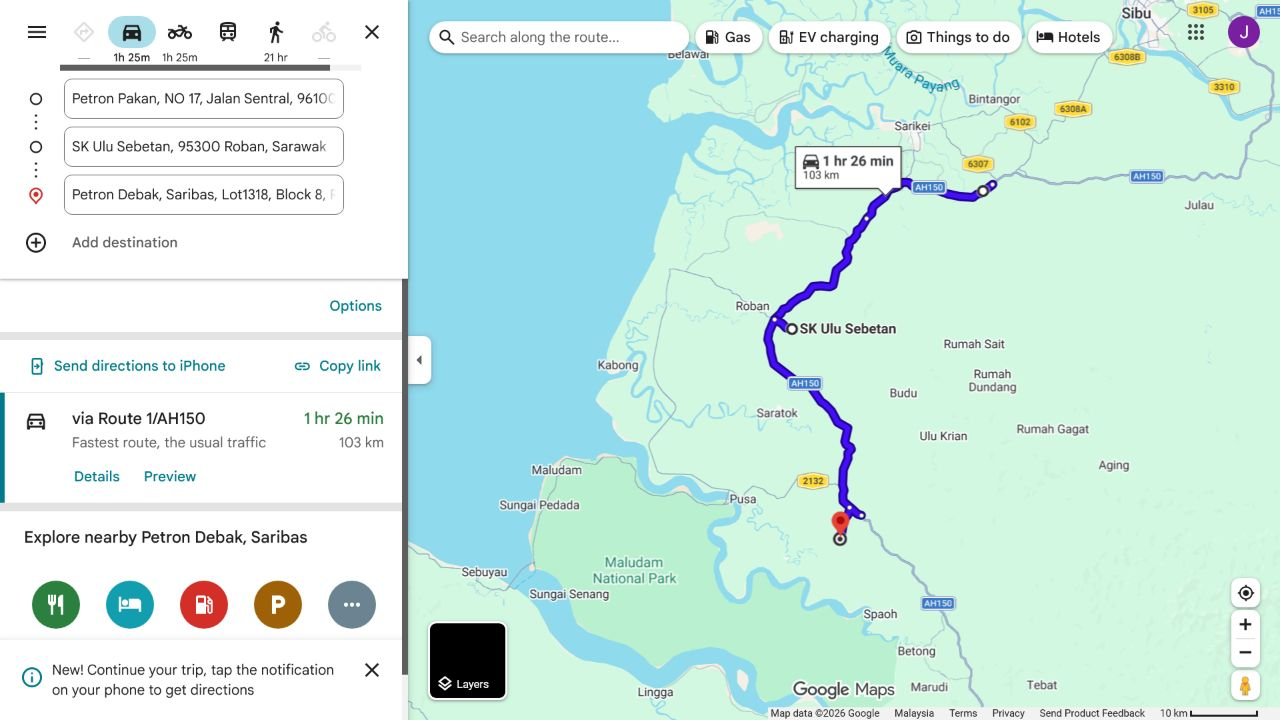 1h 25m
1h 25m
21 hr
Petron Pakan, NO 17, Jalan Sentral, 96100
SK Ulu Sebetan, 95300 Roban, Sarawak
Petron Debak, Saribas, Lot 1318, Block 8,
Add destination
Options
Send directions to iPhone
Copy link
via Route 1/AH150
1 hr 26 min
Fastest route, the usual traffic
103 km
Details
Preview
Explore nearby Petron Debak, Saribas
P
New! Continue your trip, tap the notification
on your phone to get directions
Search along the route...
Gas
EV charging
Things to do
Hotels
J
Sibu
3105
AH15
Belawai
6308B
Muara Payang
3310
Bintangor
6308A
6102
Sarikei
6307
1 hr 26 min
103 km
AH150
AH150
Julau
Roban
SK Ulu Sebetan
Rumah Sait
Kabong
Rumah
Dundang
AH150
Budu
Saratok
Ulu Krian
Rumah Gagat
Aging
Maludam
2132
Sungai Pedada
Pusa
Maludam
National Park
Sebuyau
Sungai Senang
AH150
Spaoh
Betong
Layers
Lingga
Google Maps
Marudi
Tebat
Map data ©2026 Google
Malaysia
Terms
Privacy
Send Product Feedback
10 km